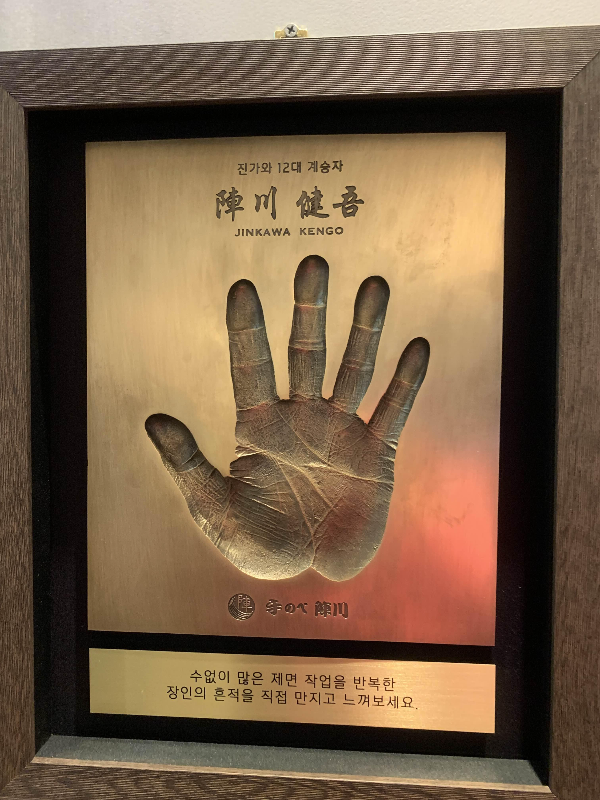 진가와 12대 계승자
陣川 健吾
JINKAWA KENGO
陣
手のべ 陣川
수없이 많은 제면 작업을 반복한
장인의 흔적을 직접 만지고 느껴보세요.